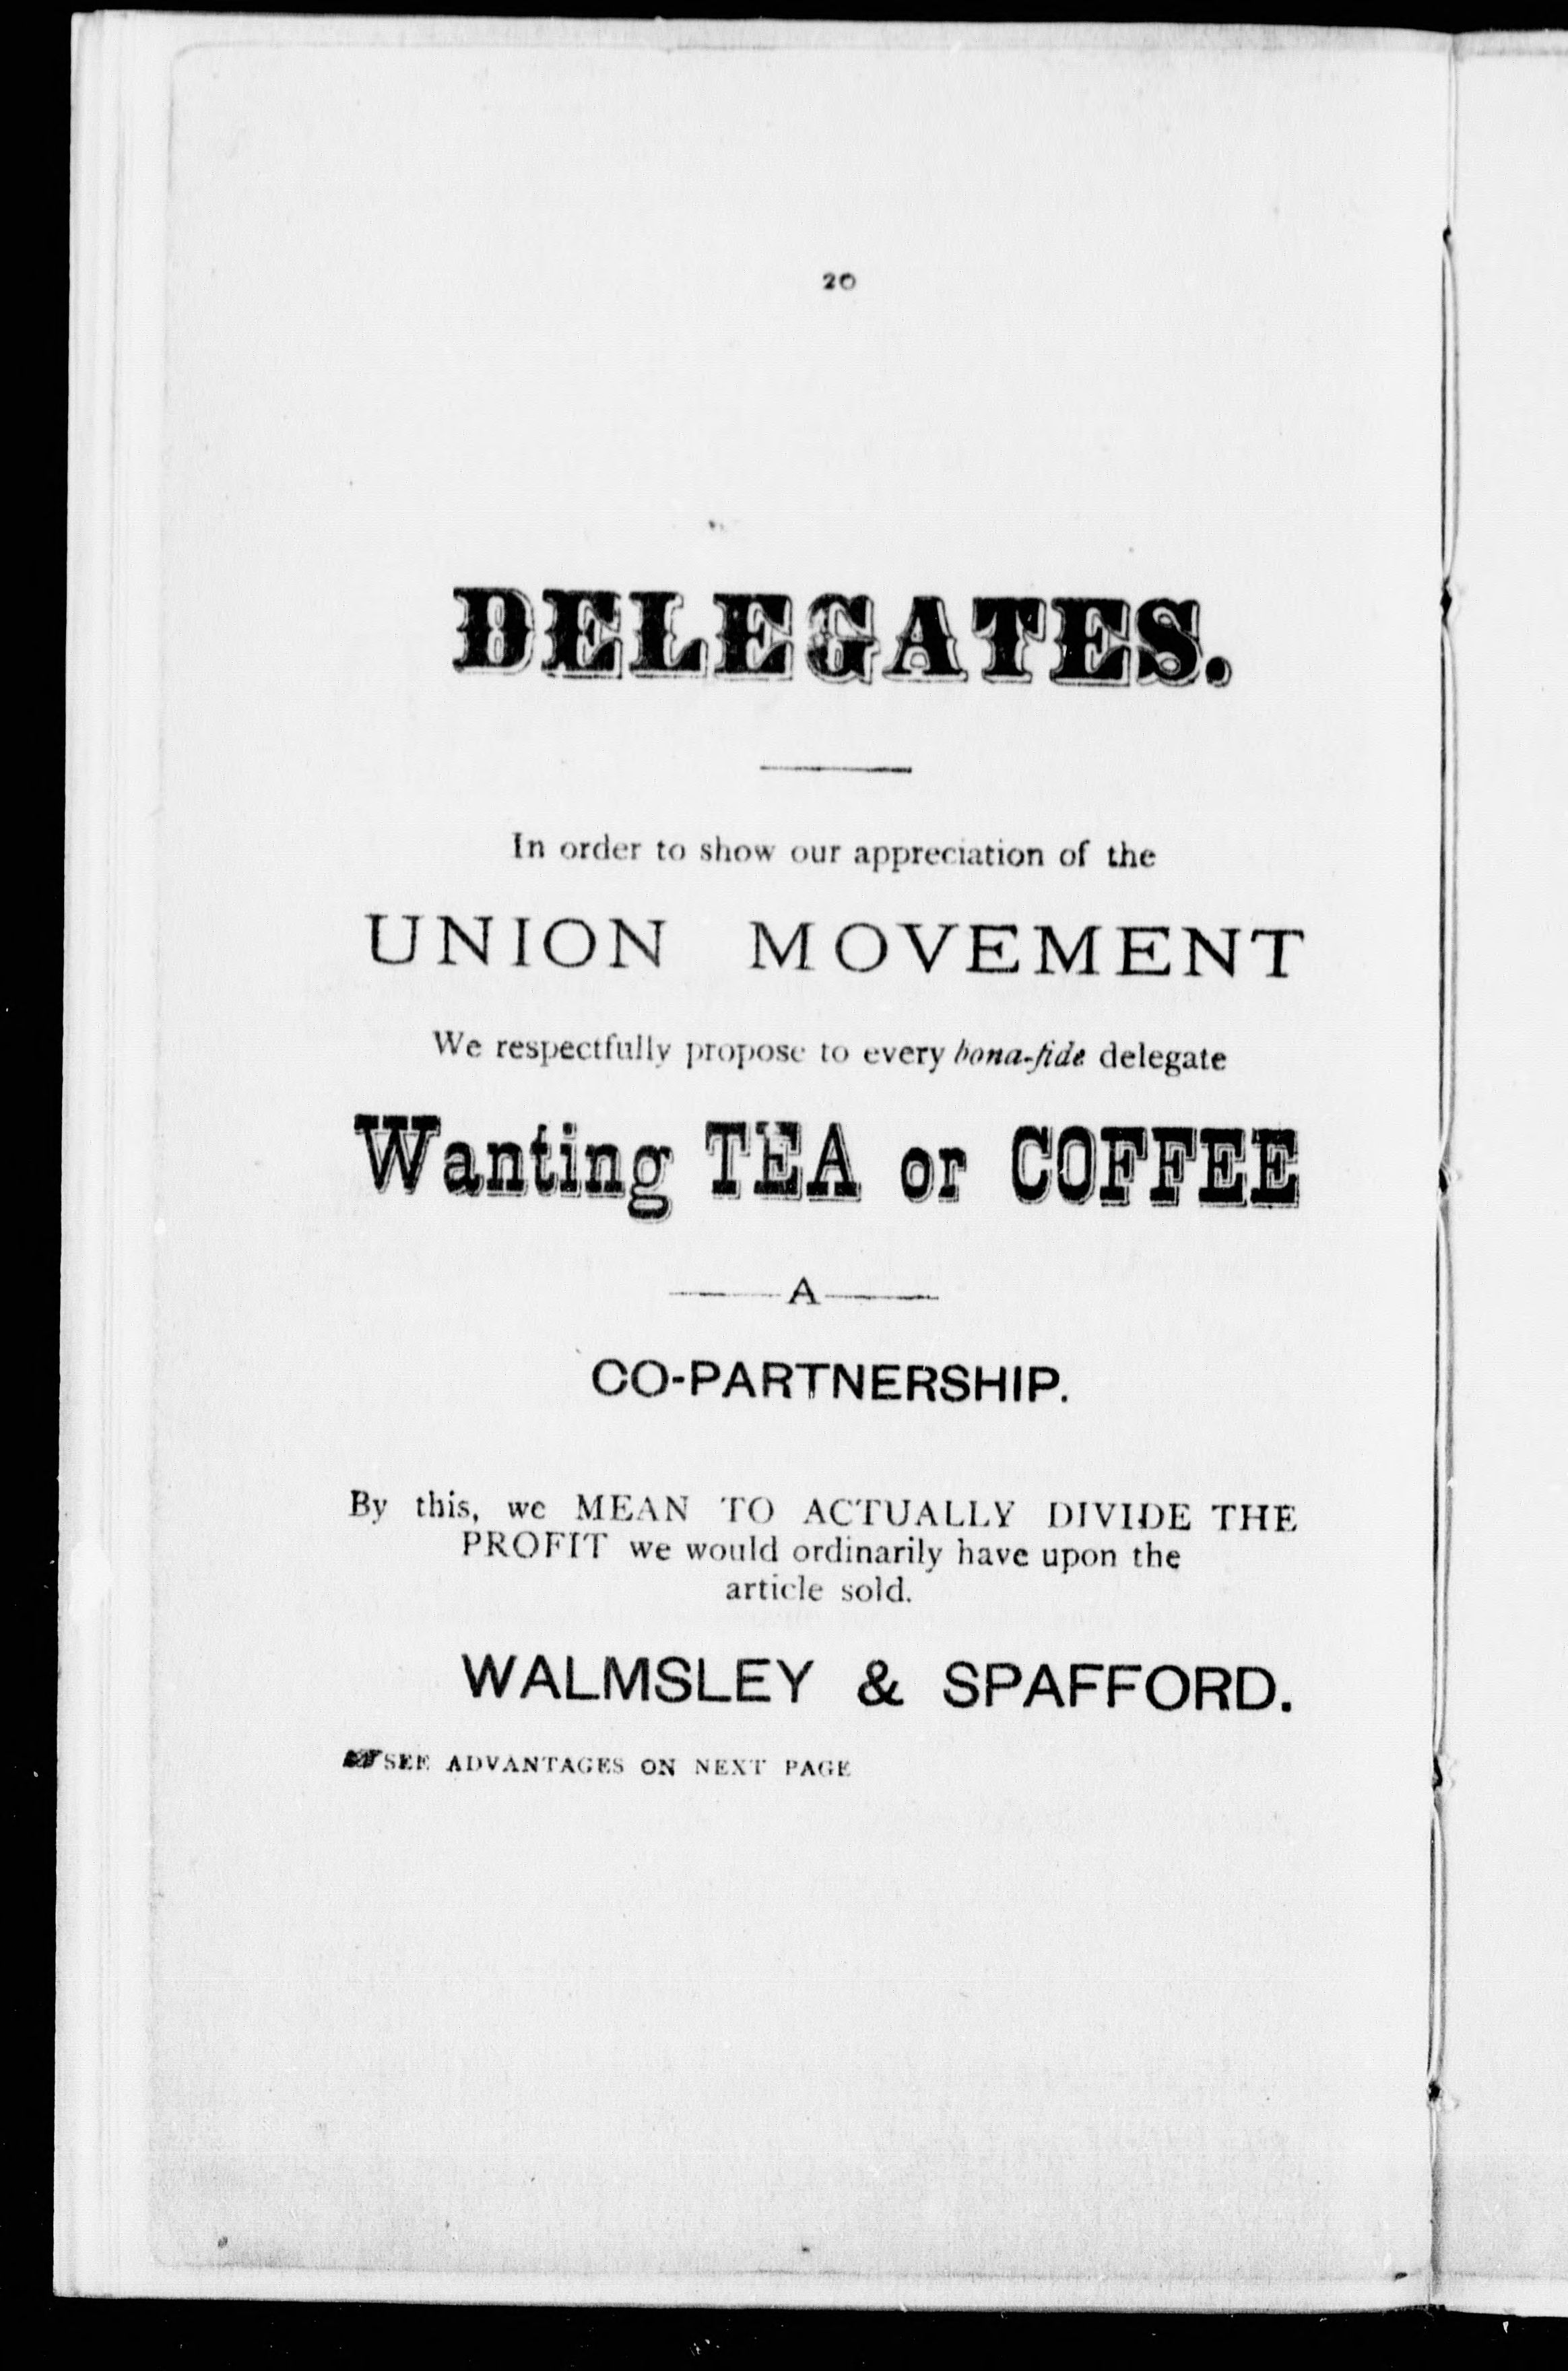 20
DELEGATES.
In order to show our appreciation of the
UNION MOVEMENT
We respectfully propose to every bona-fide delegate
Wanting TEA or COFFEE
A
CO-PARTNERSHIP.
By this, we MEAN TO ACTUALLY DIVIDE THE
PROFIT we would ordinarily have upon the
article sold.
WALMSLEY & SPAFFORD.
☞SEE ADVANTAGES ON NEXT PAGE